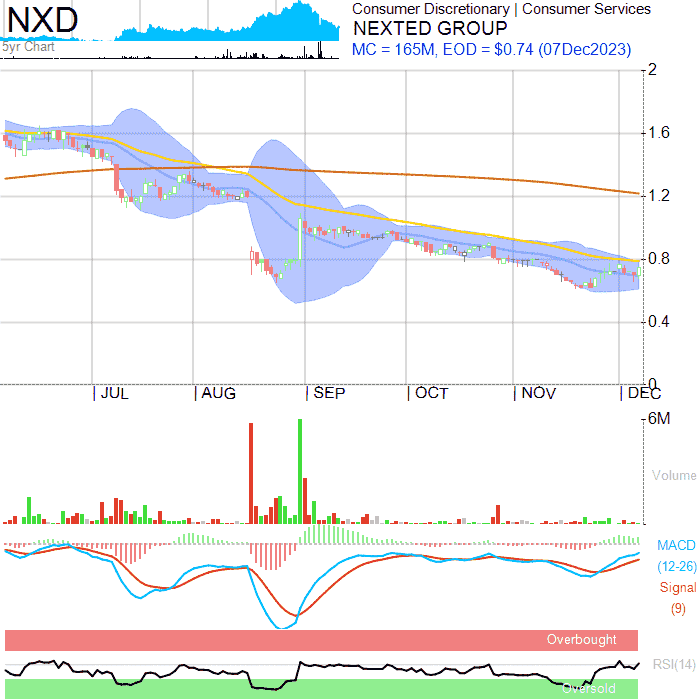 NXD
5yr Chart
Consumer Discretionary | Consumer Services
NEXTED GROUP
MC = 165M, EOD = $0.74 (07Dec2023)
2
1.6
1.2
0.8
0.4
0
JUL AUG SEP OCT NOV DEC
6M
Volume
MACD
(12-26)
Signal
(9)
Overbought
RSI(14)
Oversold